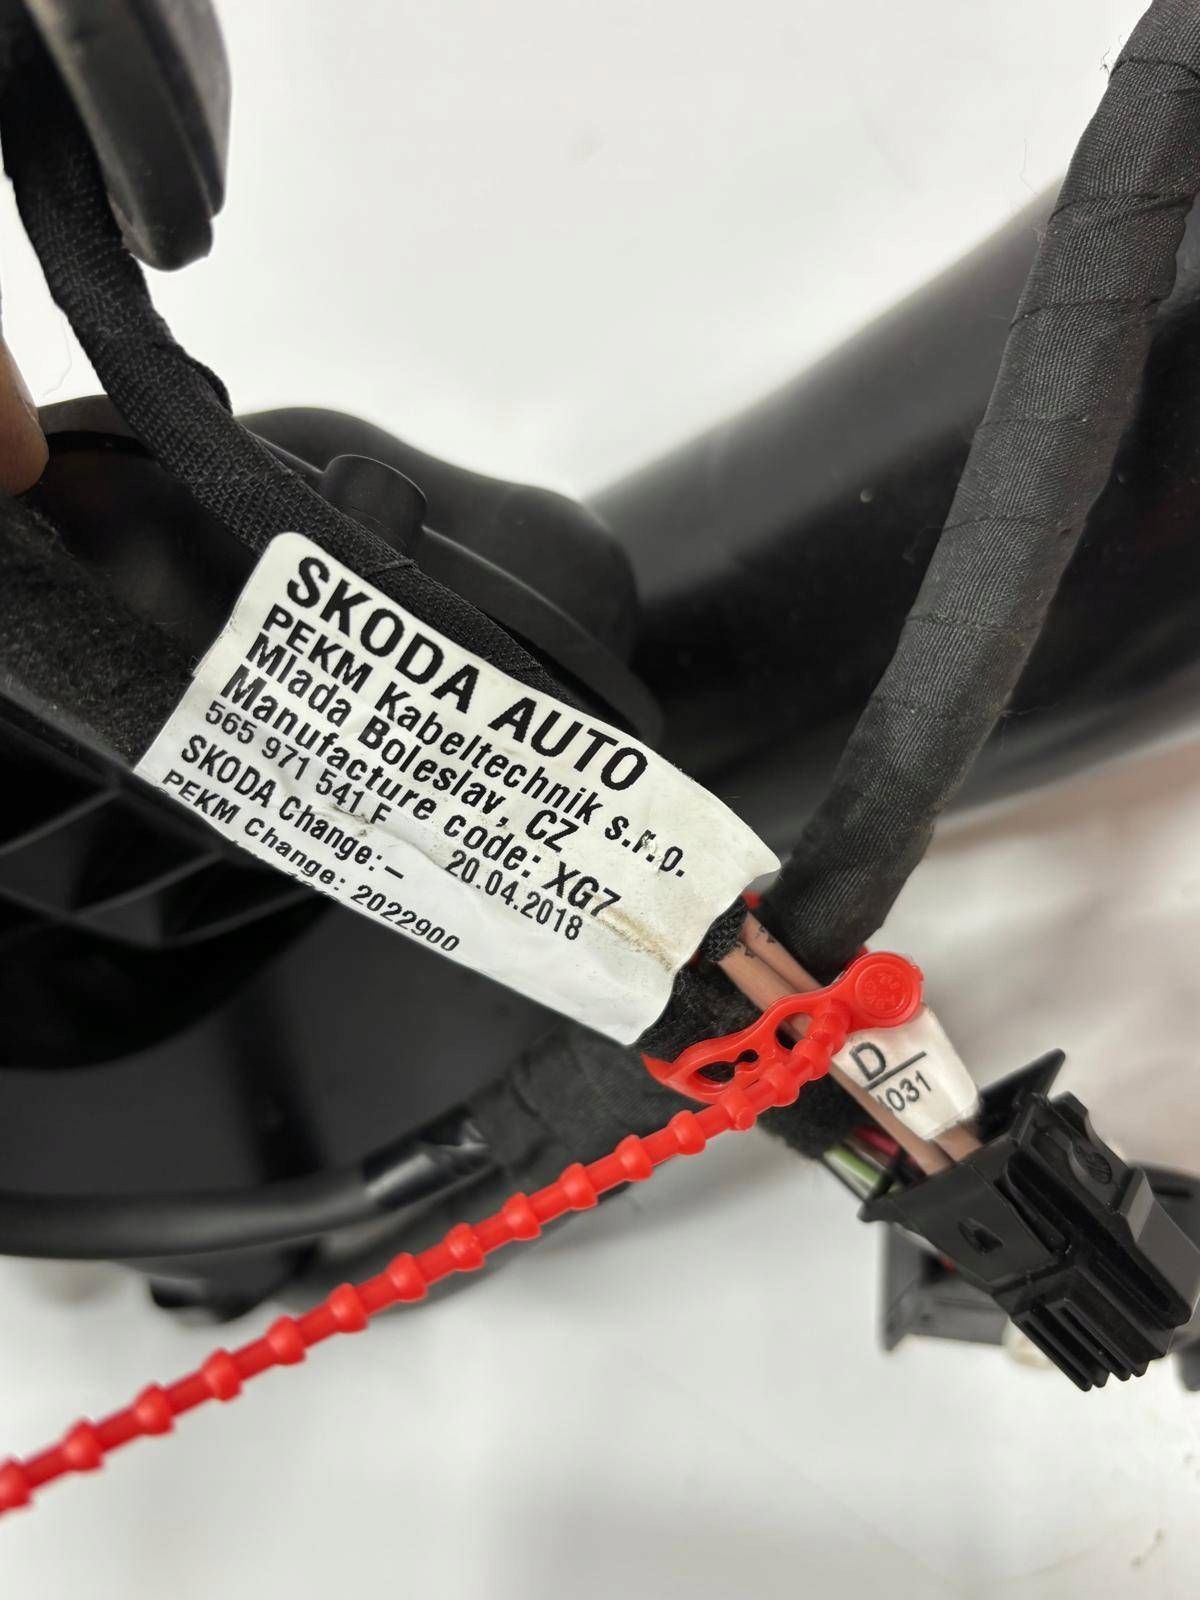 SKODA AUTO
PEKM Kabeltechnik s.r.o.
Mlada Boleslav, CZ
Manufacture code: XG7
565 971 541 F 20.04.2018
SKODA Change: –
PEKM Change: 2022900
D
4031